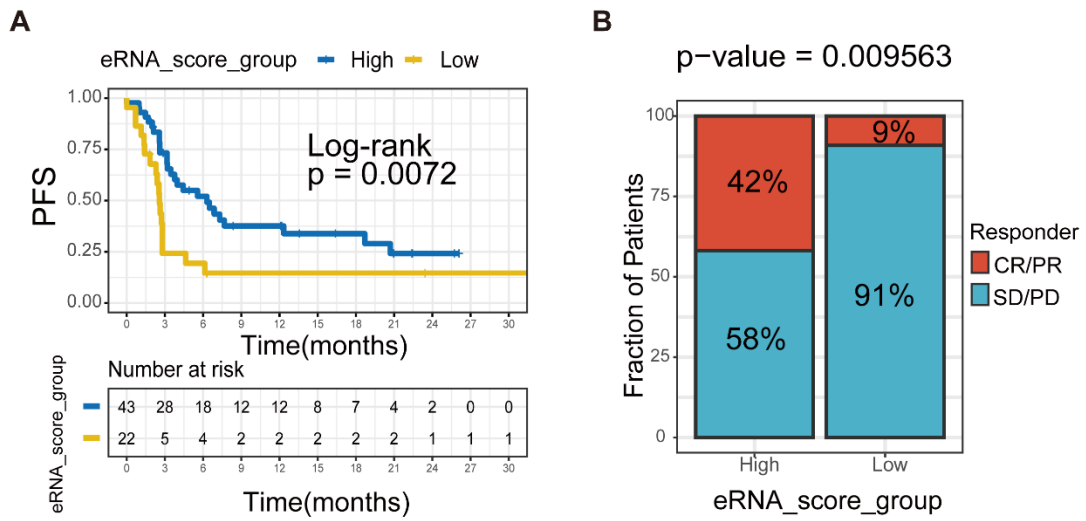 A
eRNA_score_group High Low
1.00
0.75
0.50
0.25
0.00
PFS
Log-rank
p = 0.0072
0 3 6 9 12 15 18 21 24 27 30
Time(months)
Number at risk
eRNA_score_group
43 28 18 12 12 8 7 4 2 0 0
22 5 4 2 2 2 2 2 1 1 1
0 3 6 9 12 15 18 21 24 27 30
Time(months)
B
p−value = 0.009563
Fraction of Patients
100
75
50
25
0
42%
58%
9%
91%
High Low
eRNA_score_group
Responder
CR/PR
SD/PD